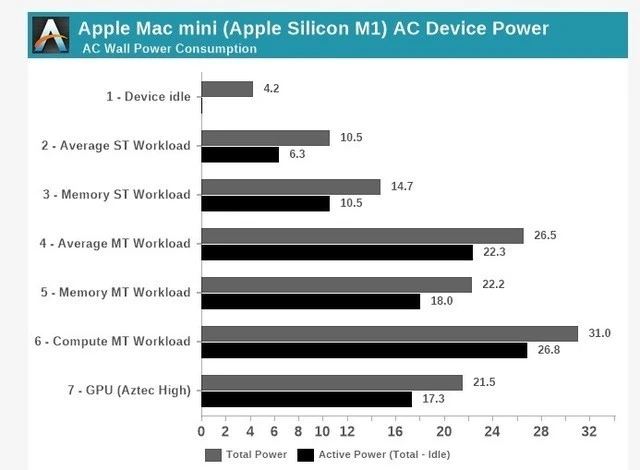 Apple Mac mini (Apple Silicon M1) AC Device Power
AC Wall Power Consumption
1 - Device idle
4.2
2 - Average ST Workload
10.5
6.3
3 - Memory ST Workload
14.7
10.5
4 - Average MT Workload
26.5
22.3
5 - Memory MT Workload
22.2
18.0
6 - Compute MT Workload
31.0
26.8
7 - GPU (Aztec High)
21.5
17.3
0 2 4 6 8 10 12 16 20 24 28 32
Total Power Active Power (Total - Idle)